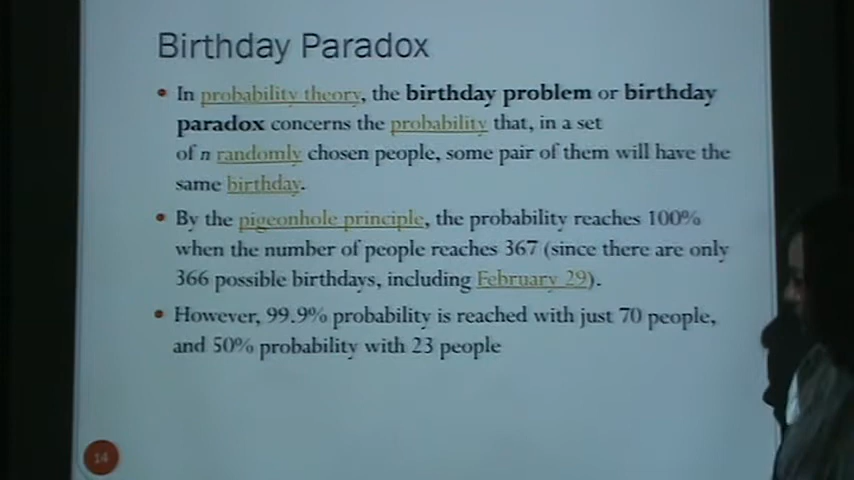 Birthday Paradox
In probability theory, the birthday problem or birthday
paradox concerns the probability that, in a set
of n randomly chosen people, some pair of them will have the
same birthday.
By the pigeonhole principle, the probability reaches 100%
when the number of people reaches 367 (since there are only
366 possible birthdays, including February 29).
However, 99.9% probability is reached with just 70 people,
and 50% probability with 23 people
14